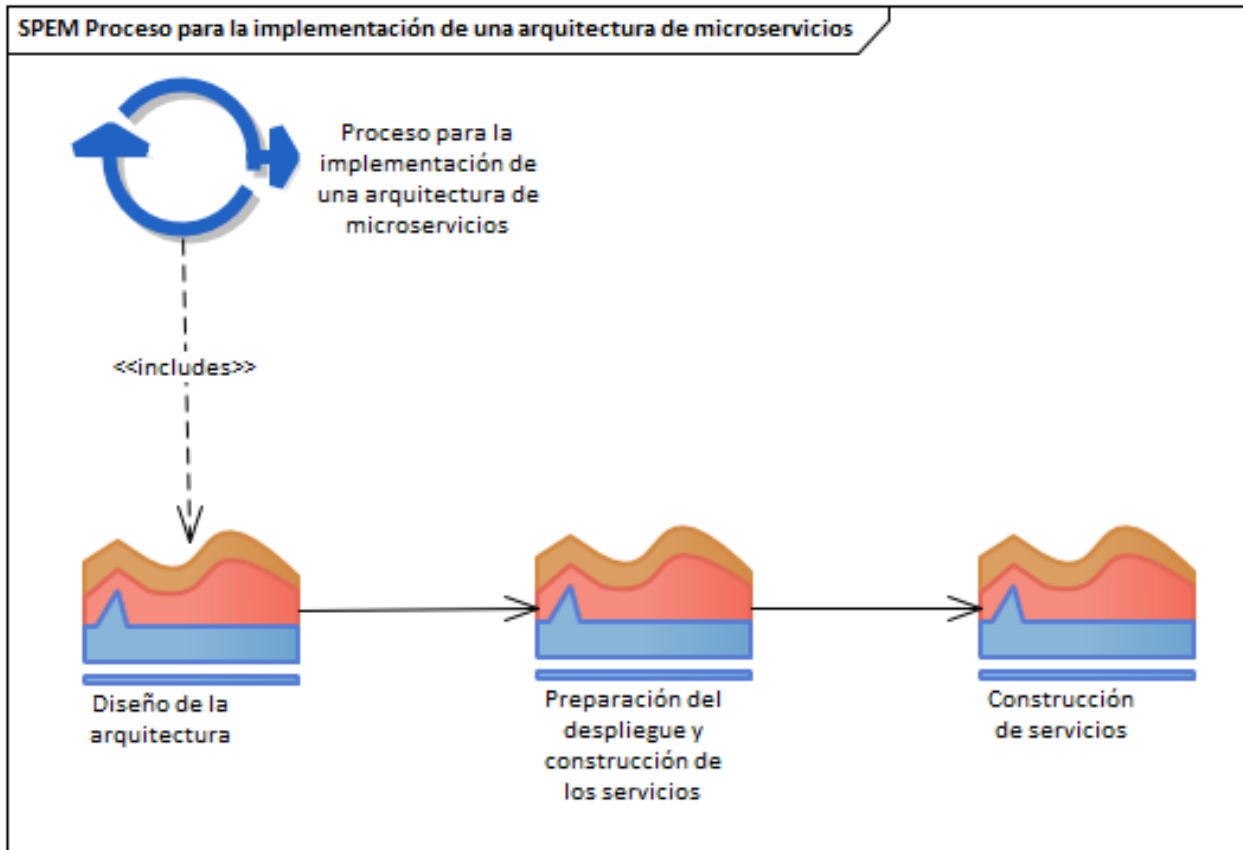 SPEM Proceso para la implementación de una arquitectura de microservicios
Proceso para la
implementación de
una arquitectura de
microservicios
<<includes>>
Diseño de la
arquitectura
Preparación del
despliegue y
construcción de
los servicios
Construcción
de servicios